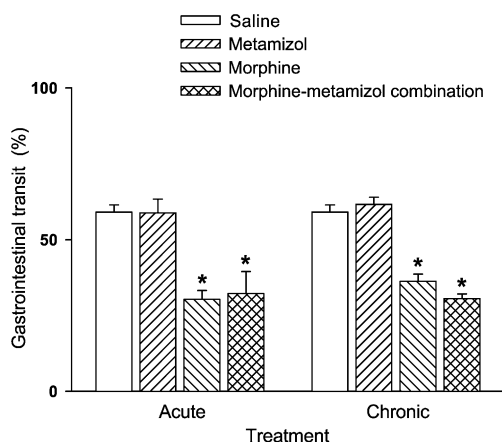 Saline
Metamizol
Morphine
Morphine-metamizol combination
100
50
0
Gastrointestinal transit (%)
*
*
*
*
Acute
Chronic
Treatment